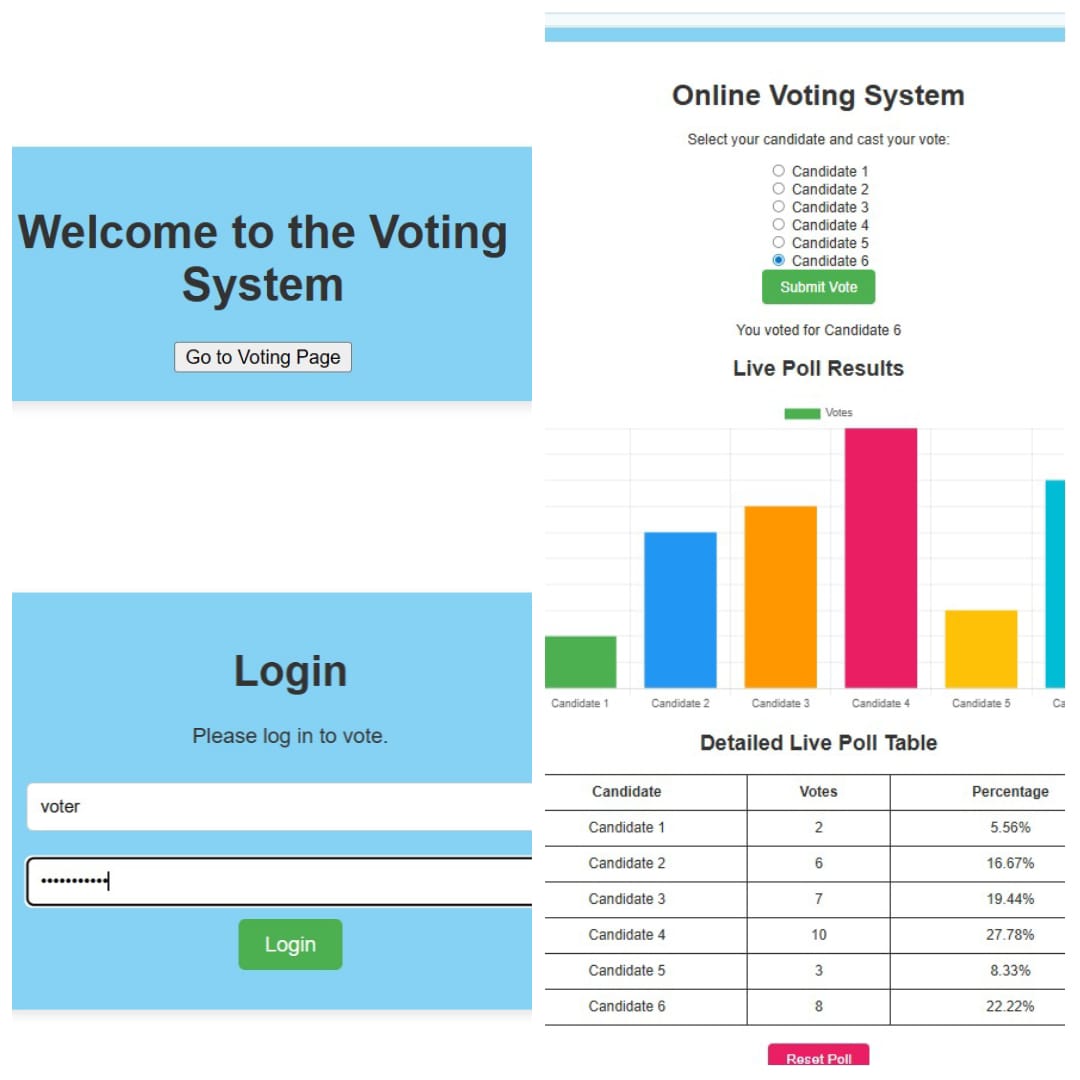 Welcome to the Voting
System
Go to Voting Page
Login
Please log in to vote.
voter
•••••••••••
Login
Online Voting System
Select your candidate and cast your vote:
Candidate 1
Candidate 2
Candidate 3
Candidate 4
Candidate 5
Candidate 6
Submit Vote
You voted for Candidate 6
Live Poll Results
Votes
Candidate 1 Candidate 2 Candidate 3 Candidate 4 Candidate 5 Ca
Detailed Live Poll Table
Candidate Votes Percentage
Candidate 1 2 5.56%
Candidate 2 6 16.67%
Candidate 3 7 19.44%
Candidate 4 10 27.78%
Candidate 5 3 8.33%
Candidate 6 8 22.22%
Reset Poll